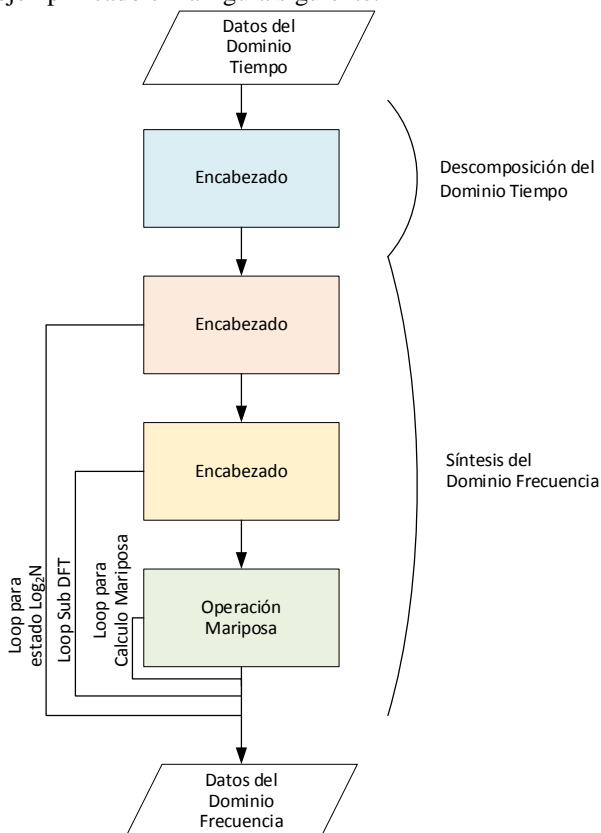 Datos del
Dominio
Tiempo
Encabezado
Descomposición del
Dominio Tiempo
Encabezado
Encabezado
Síntesis del
Dominio Frecuencia
Loop para
estado Log₂N
Loop Sub DFT
Loop para
Calculo Mariposa
Operación
Mariposa
Datos del
Dominio
Frecuencia